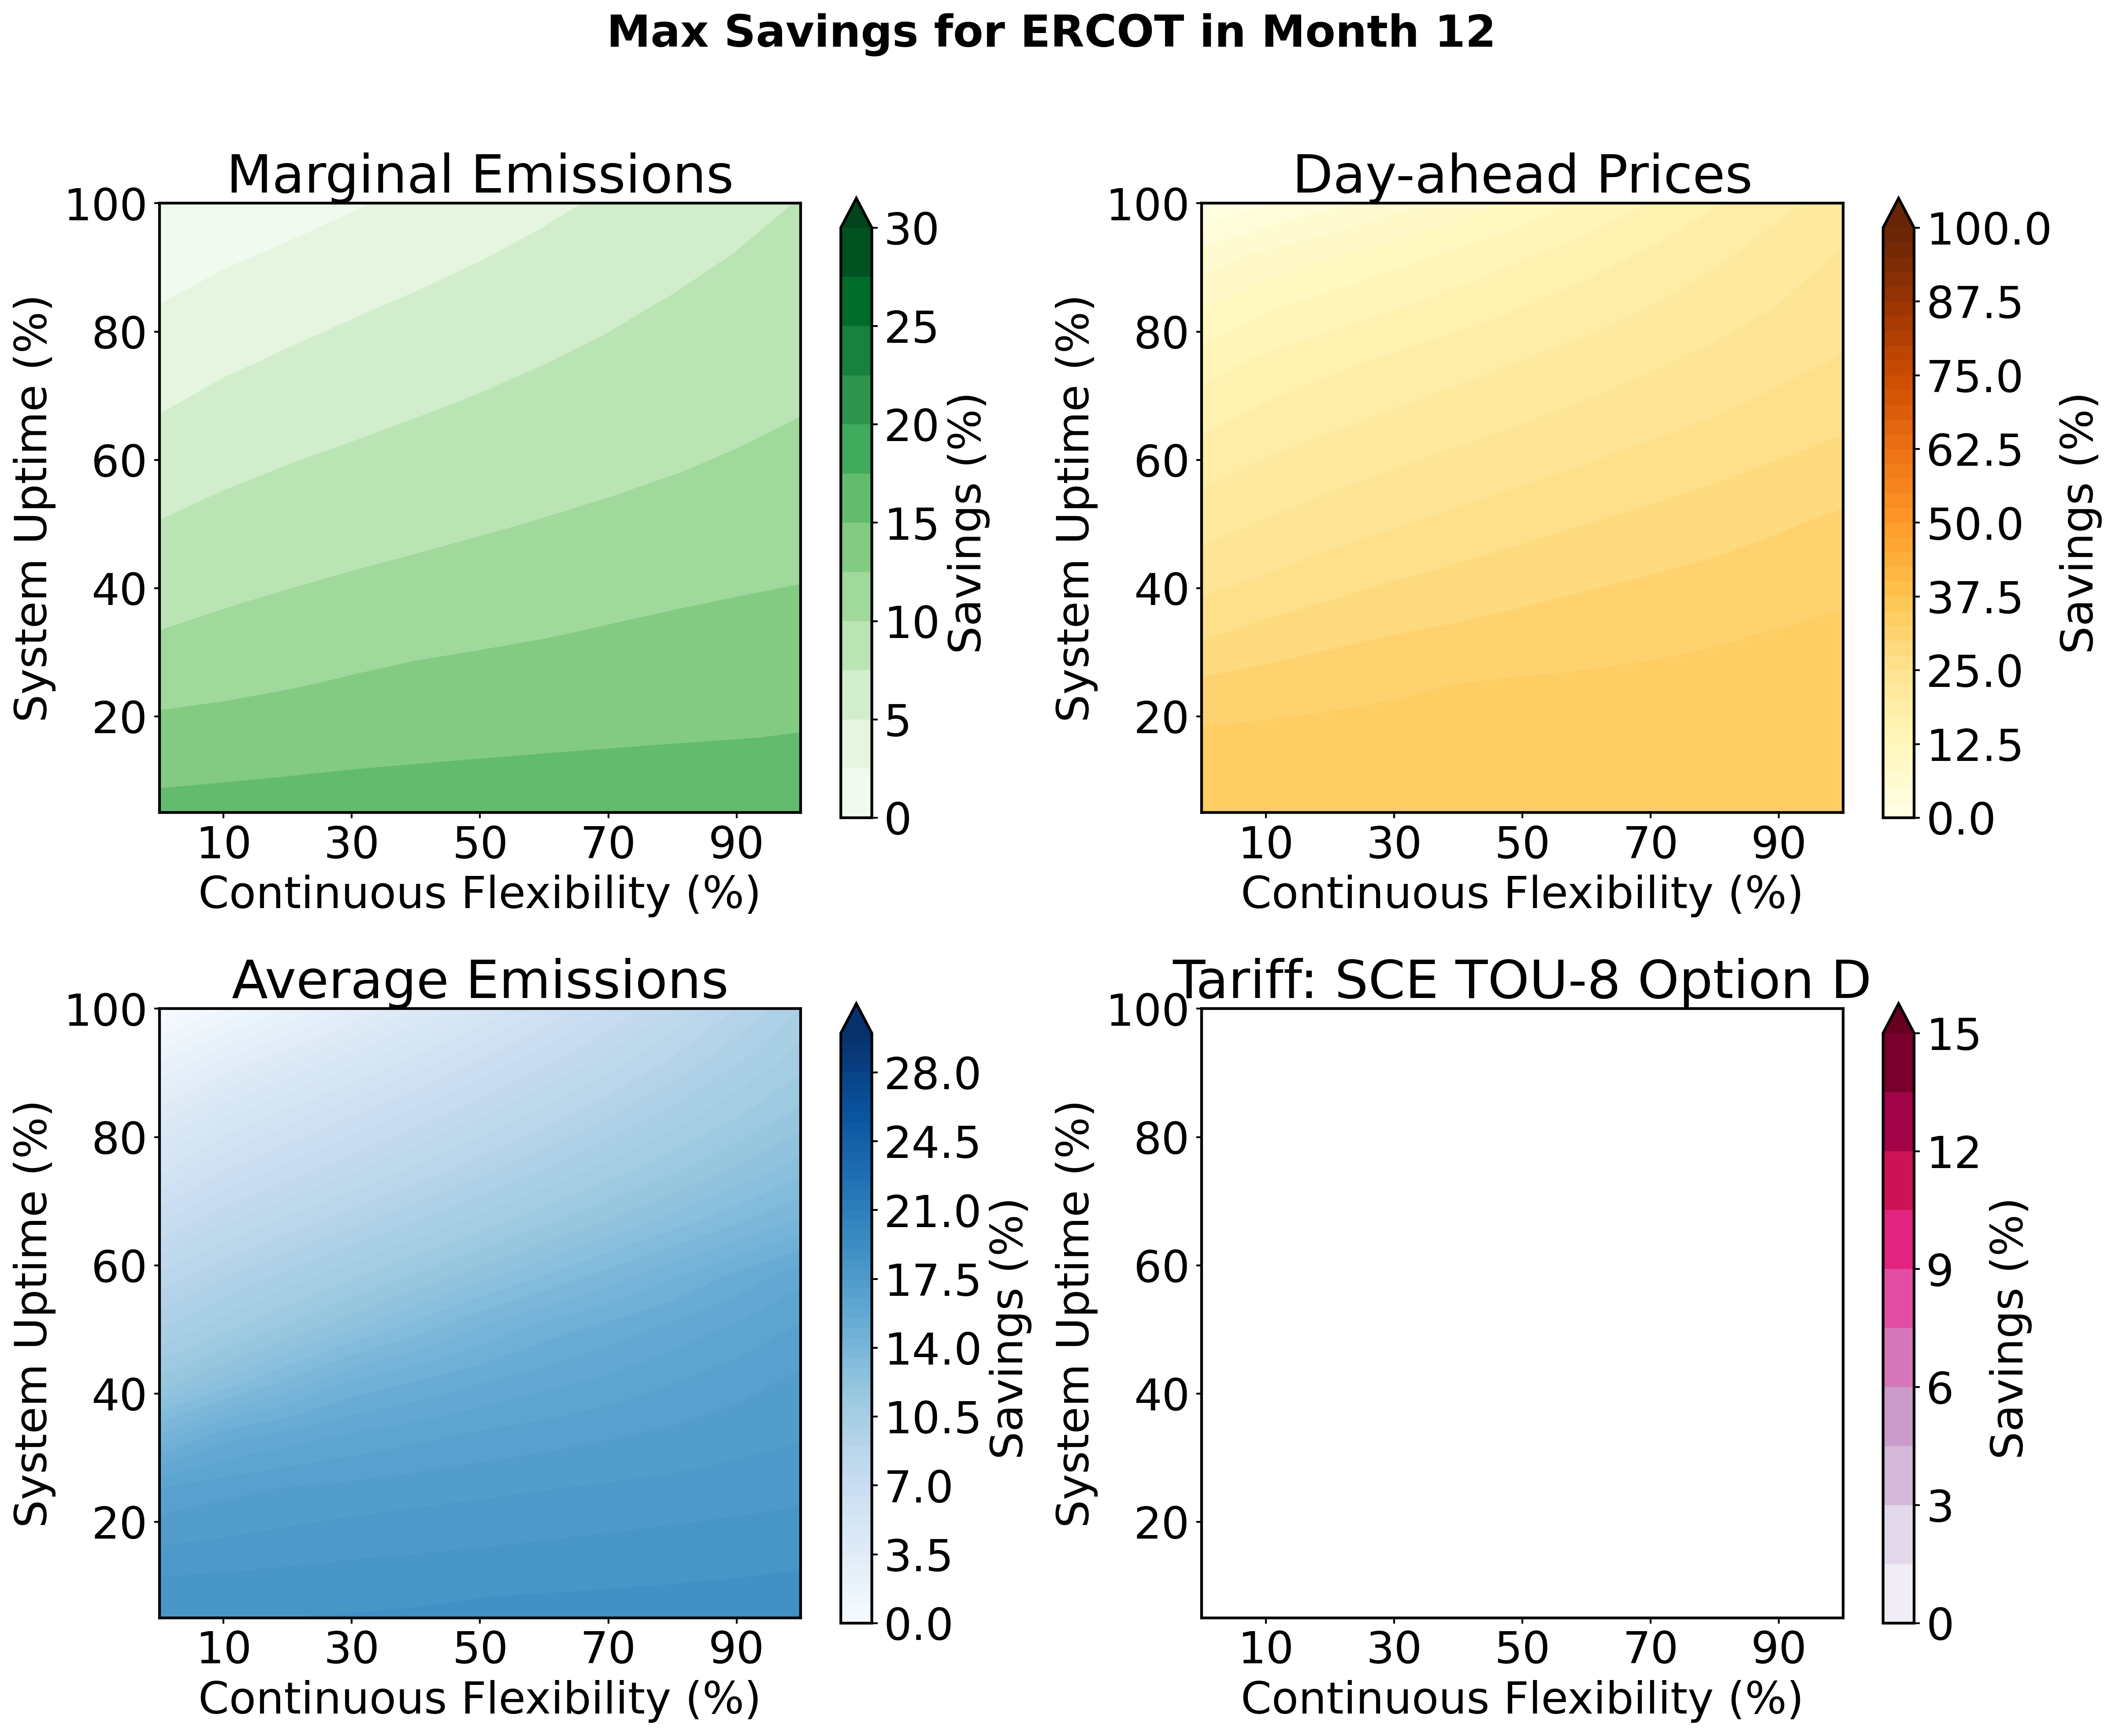 Max Savings for ERCOT in Month 12
Marginal Emissions
System Uptime (%)
100
80
60
40
20
10 30 50 70 90
Continuous Flexibility (%)
30
25
20
15
10
5
0
Savings (%)
Day-ahead Prices
System Uptime (%)
100
80
60
40
20
10 30 50 70 90
Continuous Flexibility (%)
100.0
87.5
75.0
62.5
50.0
37.5
25.0
12.5
0.0
Savings (%)
Average Emissions
System Uptime (%)
100
80
60
40
20
10 30 50 70 90
Continuous Flexibility (%)
28.0
24.5
21.0
17.5
14.0
10.5
7.0
3.5
0.0
Savings (%)
Tariff: SCE TOU-8 Option D
System Uptime (%)
100
80
60
40
20
10 30 50 70 90
Continuous Flexibility (%)
15
12
9
6
3
0
Savings (%)